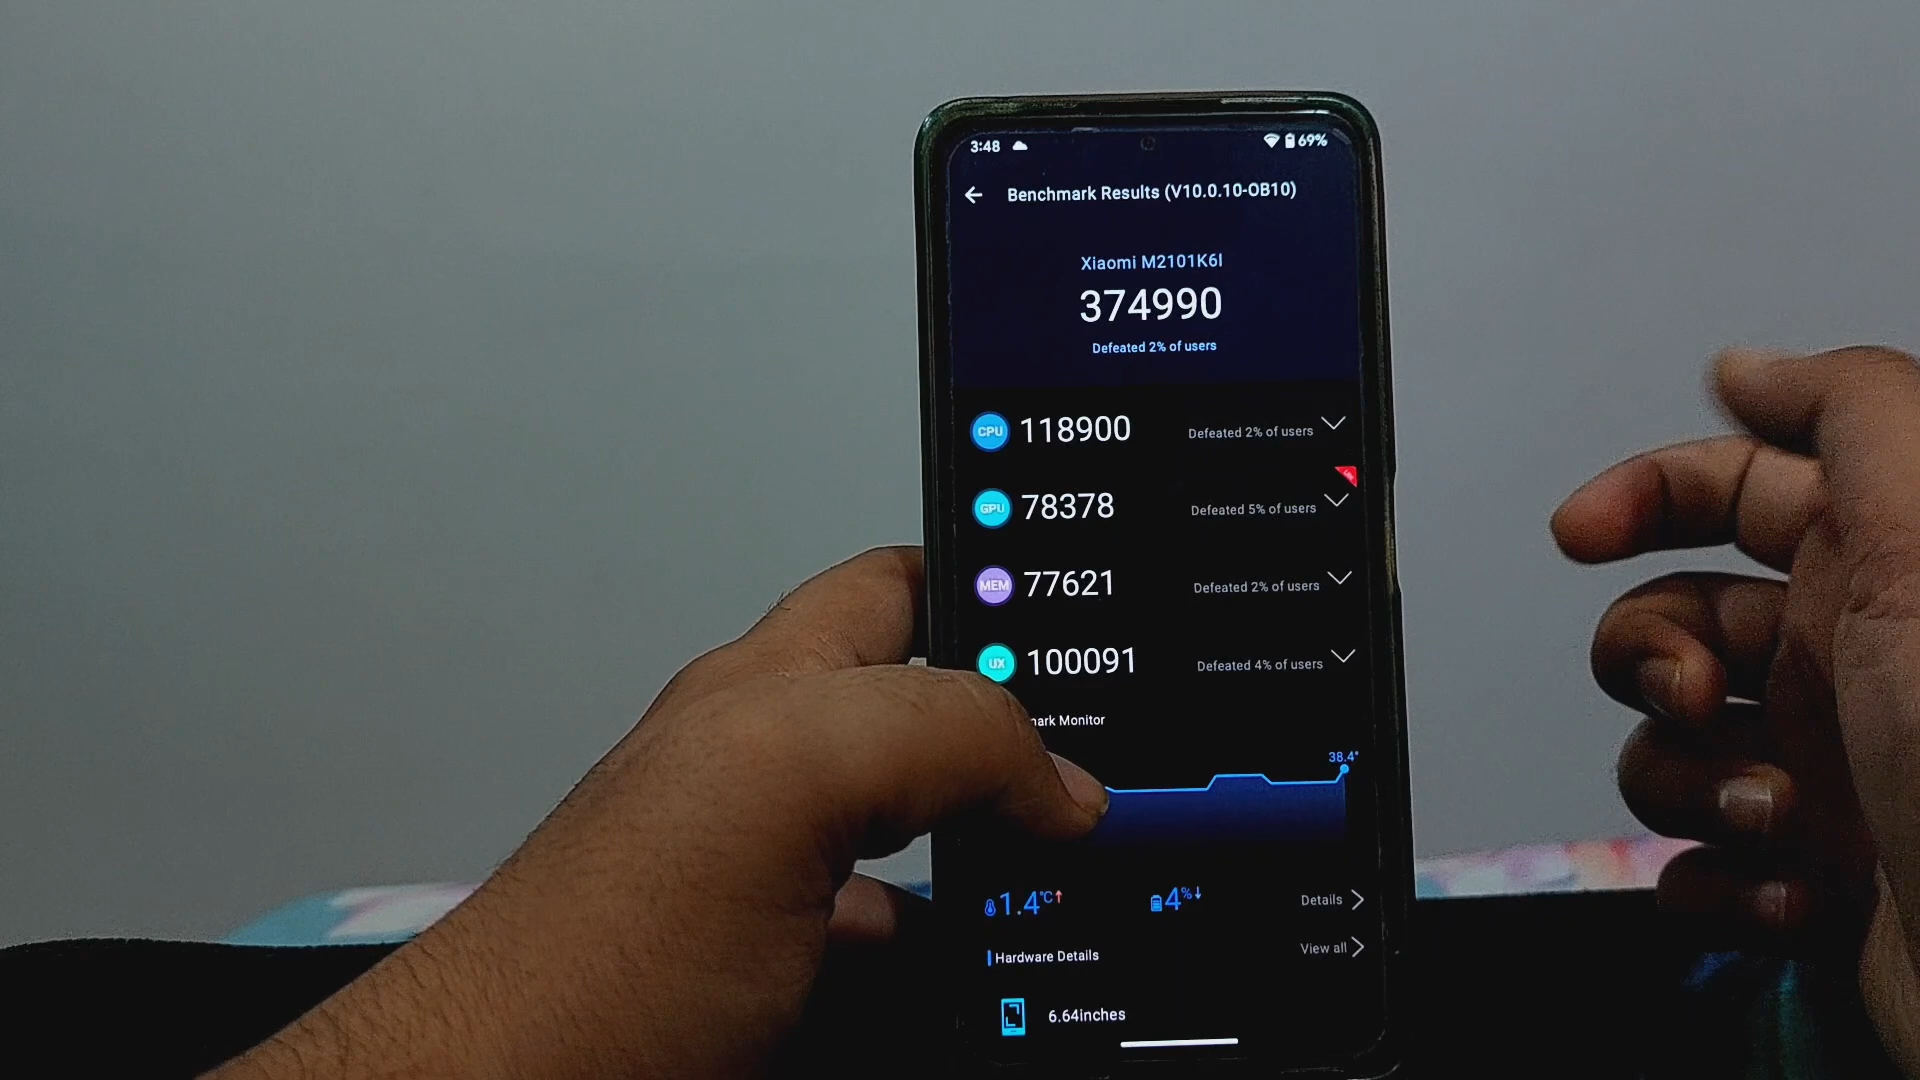 3:48 69%
Benchmark Results (V10.0.10-OB10)
Xiaomi M2101K6I
374990
Defeated 2% of users
CPU 118900 Defeated 2% of users
GPU 78378 Defeated 5% of users
MEM 77621 Defeated 2% of users
UX 100091 Defeated 4% of users
mark Monitor
38.4°
1.4°C↑ 4%↓ Details
Hardware Details View all
6.64inches